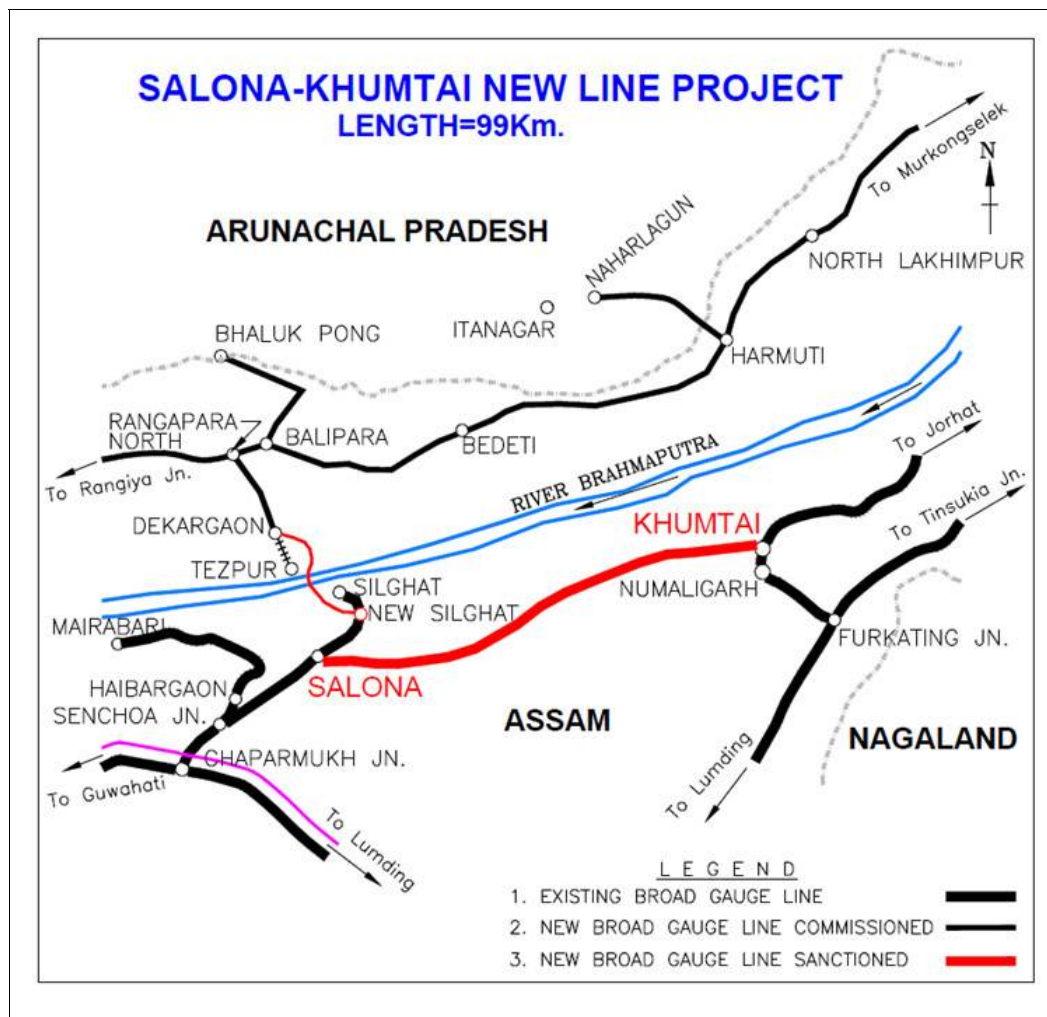 SALONA-KHUMTAI NEW LINE PROJECT
LENGTH=99Km.
To Murkongselek
N
ARUNACHAL PRADESH
NAHARLAGUN
NORTH LAKHIMPUR
ITANAGAR
BHALUK PONG
HARMUTI
RANGAPARA
NORTH
BALIPARA
BEDETI
To Rangiya Jn.
RIVER BRAHMAPUTRA
To Jorhat
To Tinsukia Jn.
DEKARGAON
KHUMTAI
TEZPUR
SILGHAT
NUMALIGARH
NEW SILGHAT
MAIRABARI
FURKATING JN.
SALONA
HAIBARGAON
SENCHOA JN.
ASSAM
NAGALAND
CHAPARMUKH JN.
To Guwahati
To Lumding
To Lumding
LEGEND
1. EXISTING BROAD GAUGE LINE
2. NEW BROAD GAUGE LINE COMMISSIONED
3. NEW BROAD GAUGE LINE SANCTIONED